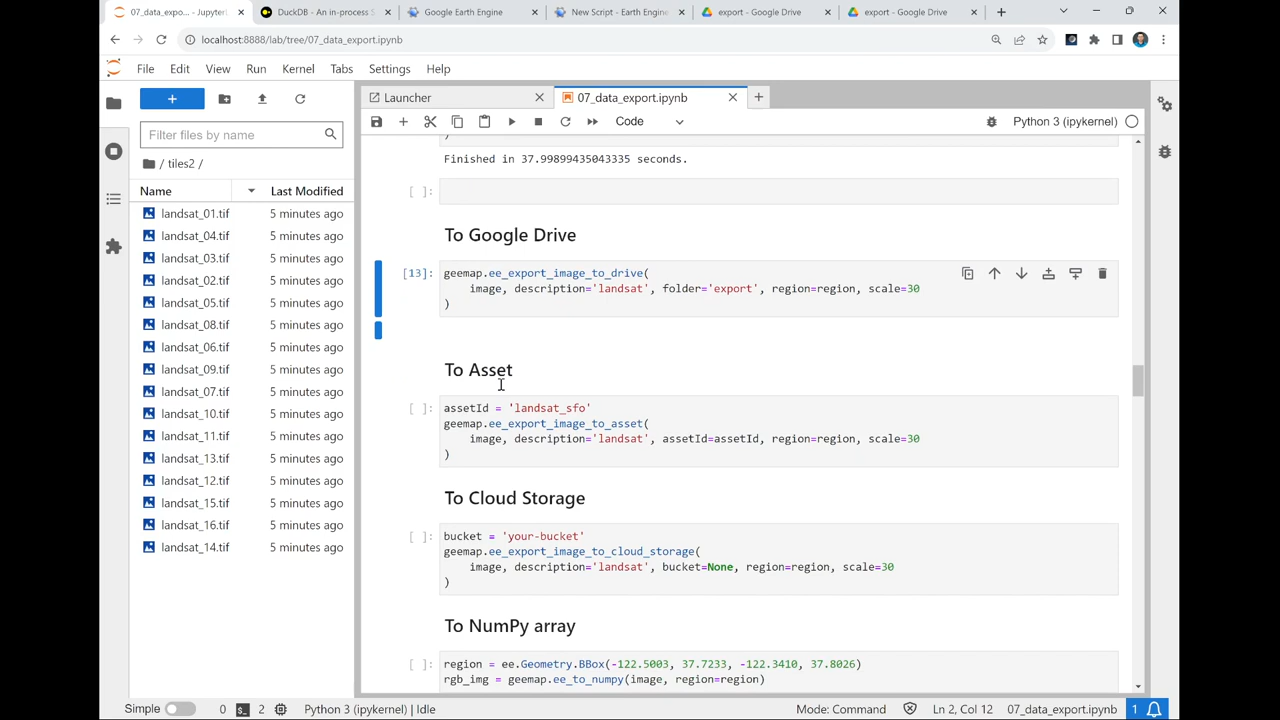 07_data_expo... - Jupyter
DuckDB - An in-process S
Google Earth Engine
New Script - Earth Engine
export - Google Drive
export - Google Drive
localhost:8888/lab/tree/07_data_export.ipynb
File Edit View Run Kernel Tabs Settings Help
Filter files by name
/ tiles2 /
Name Last Modified
landsat_01.tif 5 minutes ago
landsat_04.tif 5 minutes ago
landsat_03.tif 5 minutes ago
landsat_02.tif 5 minutes ago
landsat_05.tif 5 minutes ago
landsat_08.tif 5 minutes ago
landsat_06.tif 5 minutes ago
landsat_09.tif 5 minutes ago
landsat_07.tif 5 minutes ago
landsat_10.tif 5 minutes ago
landsat_11.tif 5 minutes ago
landsat_13.tif 5 minutes ago
landsat_12.tif 5 minutes ago
landsat_15.tif 5 minutes ago
landsat_16.tif 5 minutes ago
landsat_14.tif 5 minutes ago
Launcher
07_data_export.ipynb
Code
Python 3 (ipykernel)
)
Finished in 37.99899435043335 seconds.
[ ]:
To Google Drive
[13]: geemap.ee_export_image_to_drive(
image, description='landsat', folder='export', region=region, scale=30
)
To Asset
[ ]: assetId = 'landsat_sfo'
geemap.ee_export_image_to_asset(
image, description='landsat', assetId=assetId, region=region, scale=30
)
To Cloud Storage
[ ]: bucket = 'your-bucket'
geemap.ee_export_image_to_cloud_storage(
image, description='landsat', bucket=None, region=region, scale=30
)
To NumPy array
[ ]: region = ee.Geometry.BBox(-122.5003, 37.7233, -122.3410, 37.8026)
rgb_img = geemap.ee_to_numpy(image, region=region)
Simple 0 2 Python 3 (ipykernel) | Idle Mode: Command Ln 2, Col 12 07_data_export.ipynb 1